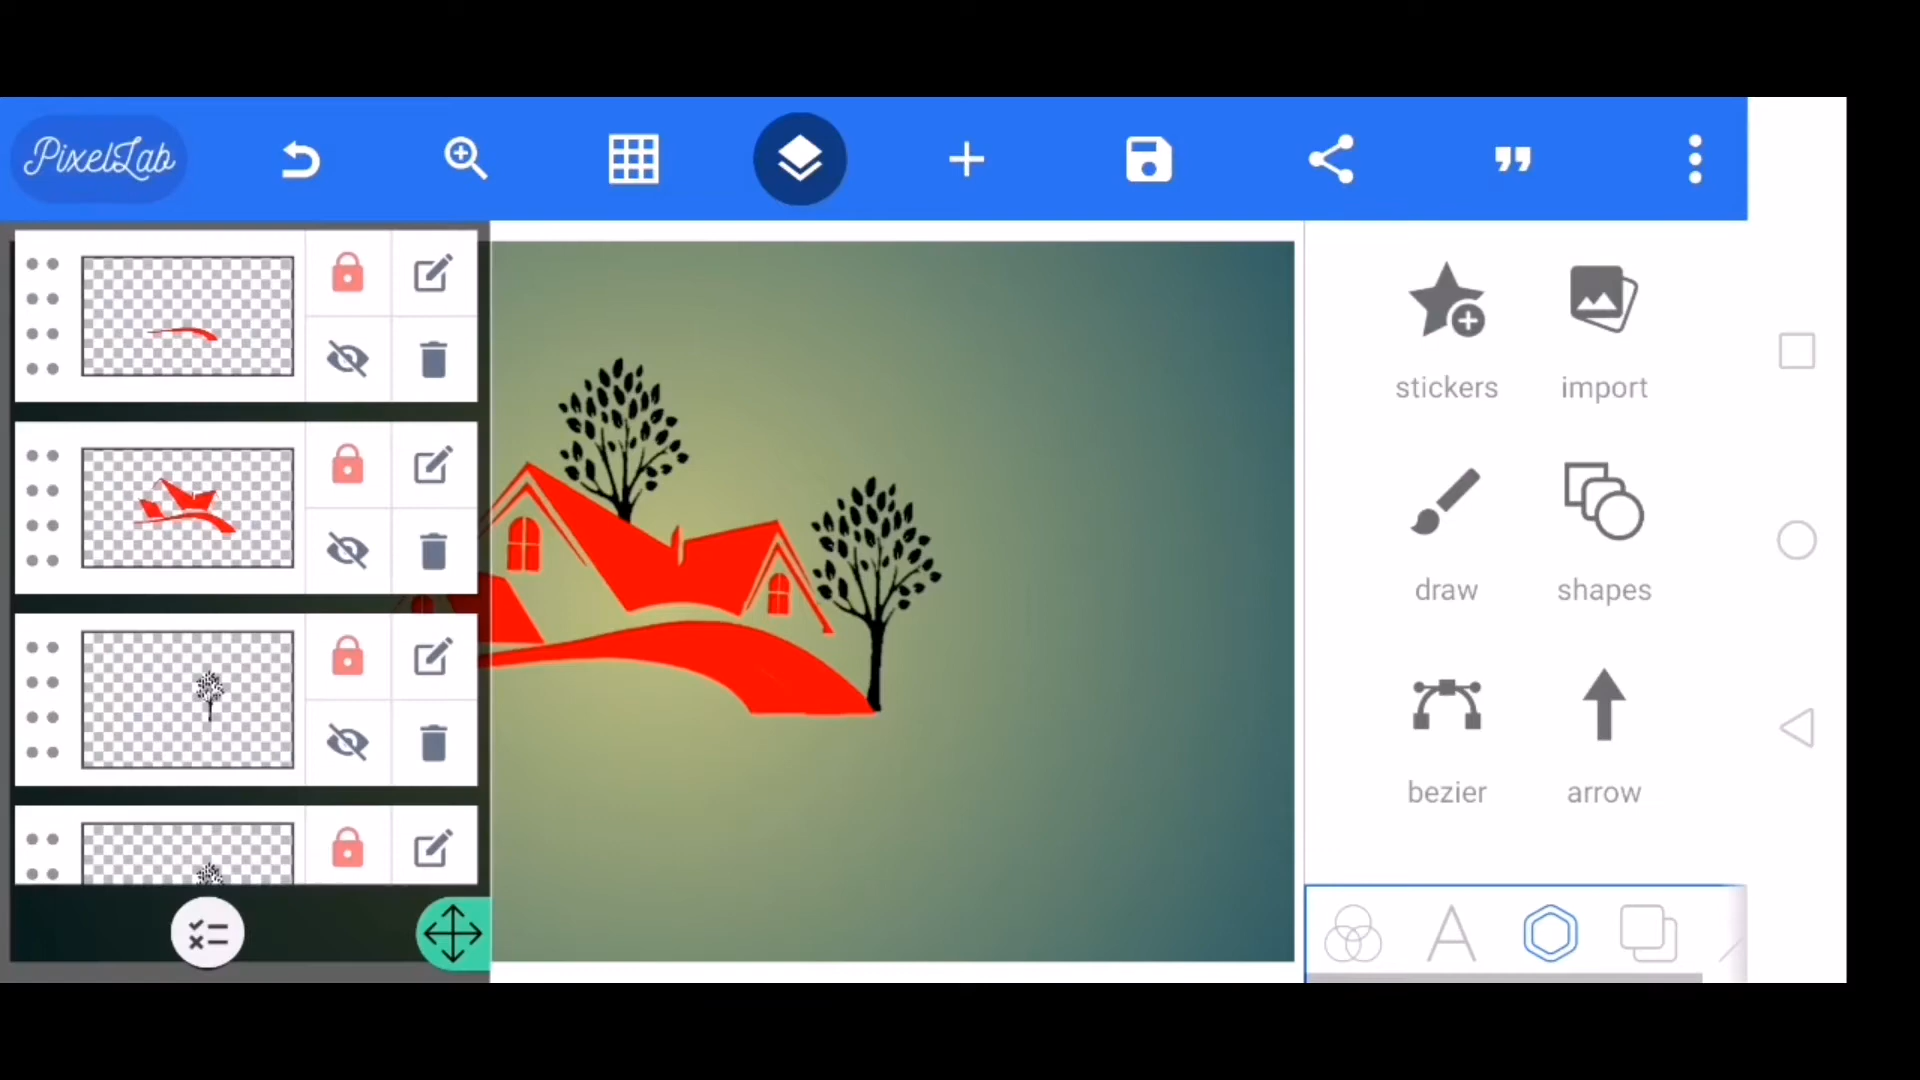 PixelLab
stickers
import
draw
shapes
bezier
arrow